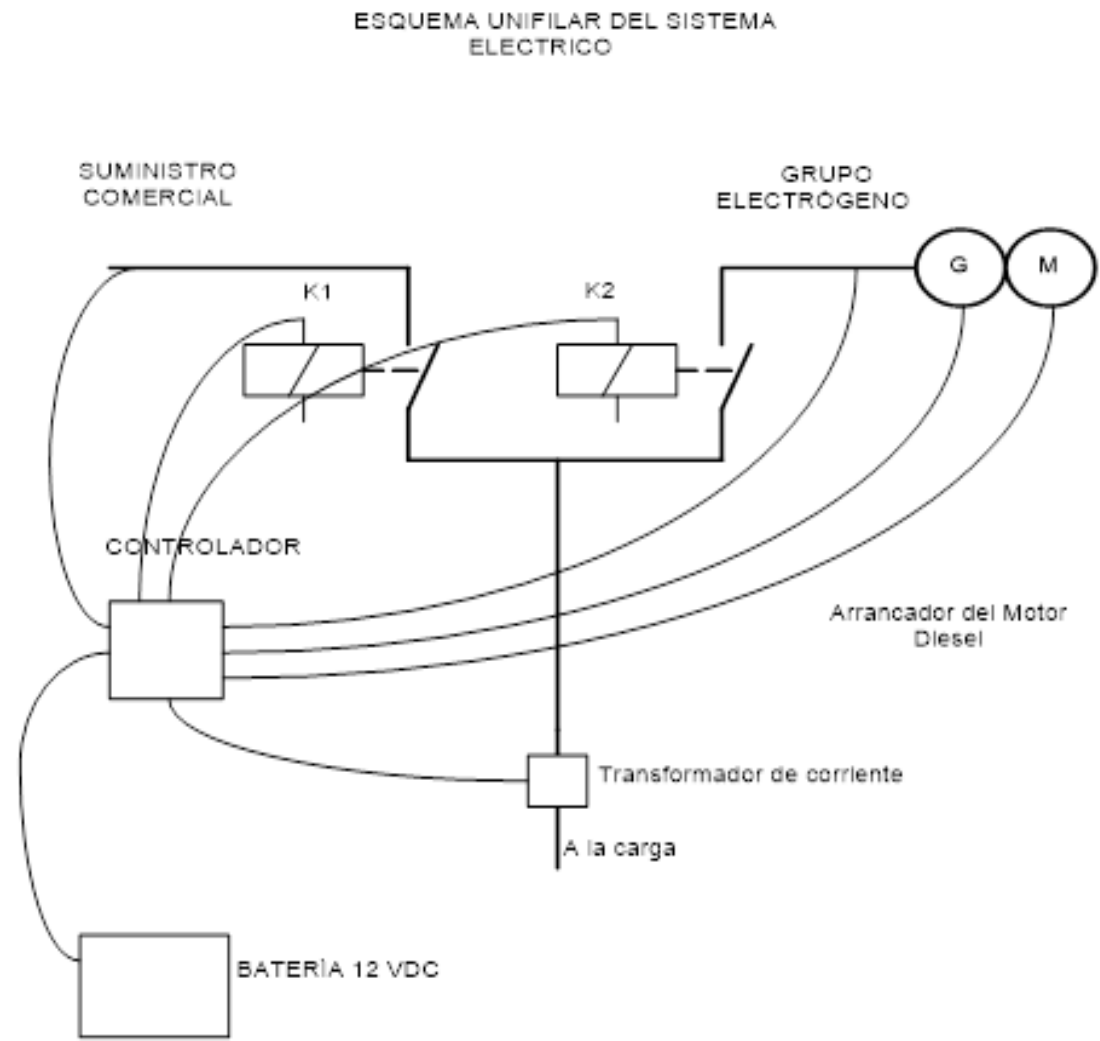 ESQUEMA UNIFILAR DEL SISTEMA
ELECTRICO
SUMINISTRO
COMERCIAL
GRUPO
ELECTRÓGENO
G
M
K1
K2
CONTROLADOR
Arrancador del Motor
Diesel
Transformador de corriente
A la carga
BATERÌA 12 VDC